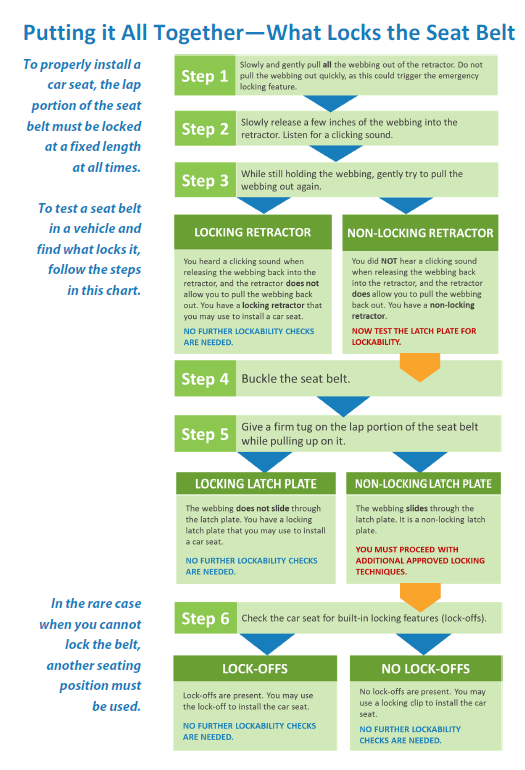 Putting it All Together—What Locks the Seat Belt
To properly install a
car seat, the lap
portion of the seat
belt must be locked
at a fixed length
at all times.
To test a seat belt
in a vehicle and
find what locks it,
follow the steps
in this chart.
Step 1
Slowly and gently pull all the webbing out of the retractor. Do not
pull the webbing out quickly, as this could trigger the emergency
locking feature.
Step 2
Slowly release a few inches of the webbing into the
retractor. Listen for a clicking sound.
Step 3
While still holding the webbing, gently try to pull the
webbing out again.
LOCKING RETRACTOR
You heard a clicking sound when
releasing the webbing back into the
retractor, and the retractor does not
allow you to pull the webbing back
out. You have a locking retractor that
you may use to install a car seat.
NO FURTHER LOCKABILITY CHECKS
ARE NEEDED.
NON-LOCKING RETRACTOR
You did NOT hear a clicking sound
when releasing the webbing back
into the retractor, and the retractor
does allow you to pull the webbing
back out. You have a non-locking
retractor.
NOW TEST THE LATCH PLATE FOR
LOCKABILITY.
Step 4
Buckle the seat belt.
Step 5
Give a firm tug on the lap portion of the seat belt
while pulling up on it.
LOCKING LATCH PLATE
The webbing does not slide through
the latch plate. You have a locking
latch plate that you may use to install
a car seat.
NO FURTHER LOCKABILITY CHECKS
ARE NEEDED.
NON-LOCKING LATCH PLATE
The webbing slides through the
latch plate. It is a non-locking latch
plate.
YOU MUST PROCEED WITH
ADDITIONAL APPROVED LOCKING
TECHNIQUES.
In the rare case
when you cannot
lock the belt,
another seating
position must
be used.
Step 6
Check the car seat for built-in locking features (lock-offs).
LOCK-OFFS
Lock-offs are present. You may use
the lock-off to install the car seat.
NO FURTHER LOCKABILITY CHECKS
ARE NEEDED.
NO LOCK-OFFS
No lock-offs are present. You may
use a locking clip to install the car
seat.
NO FURTHER LOCKABILITY
CHECKS ARE NEEDED.